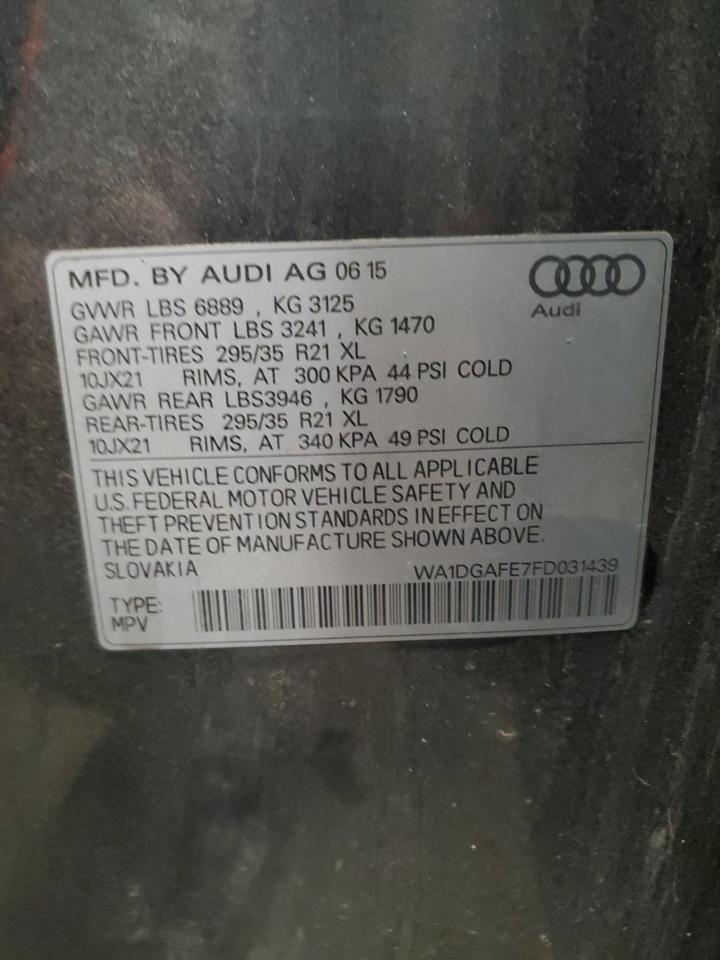 MFD. BY AUDI AG 06 15
GVWR LBS 6889 , KG 3125
GAWR FRONT LBS 3241 , KG 1470
FRONT-TIRES 295/35 R21 XL
10JX21 RIMS, AT 300 KPA 44 PSI COLD
GAWR REAR LBS3946 , KG 1790
REAR-TIRES 295/35 R21 XL
10JX21 RIMS, AT 340 KPA 49 PSI COLD
Audi
THIS VEHICLE CONFORMS TO ALL APPLICABLE
U.S. FEDERAL MOTOR VEHICLE SAFETY AND
THEFT PREVENTION STANDARDS IN EFFECT ON
THE DATE OF MANUFACTURE SHOWN ABOVE.
SLOVAKIA WA1DGAFE7FD031439
TYPE:
MPV